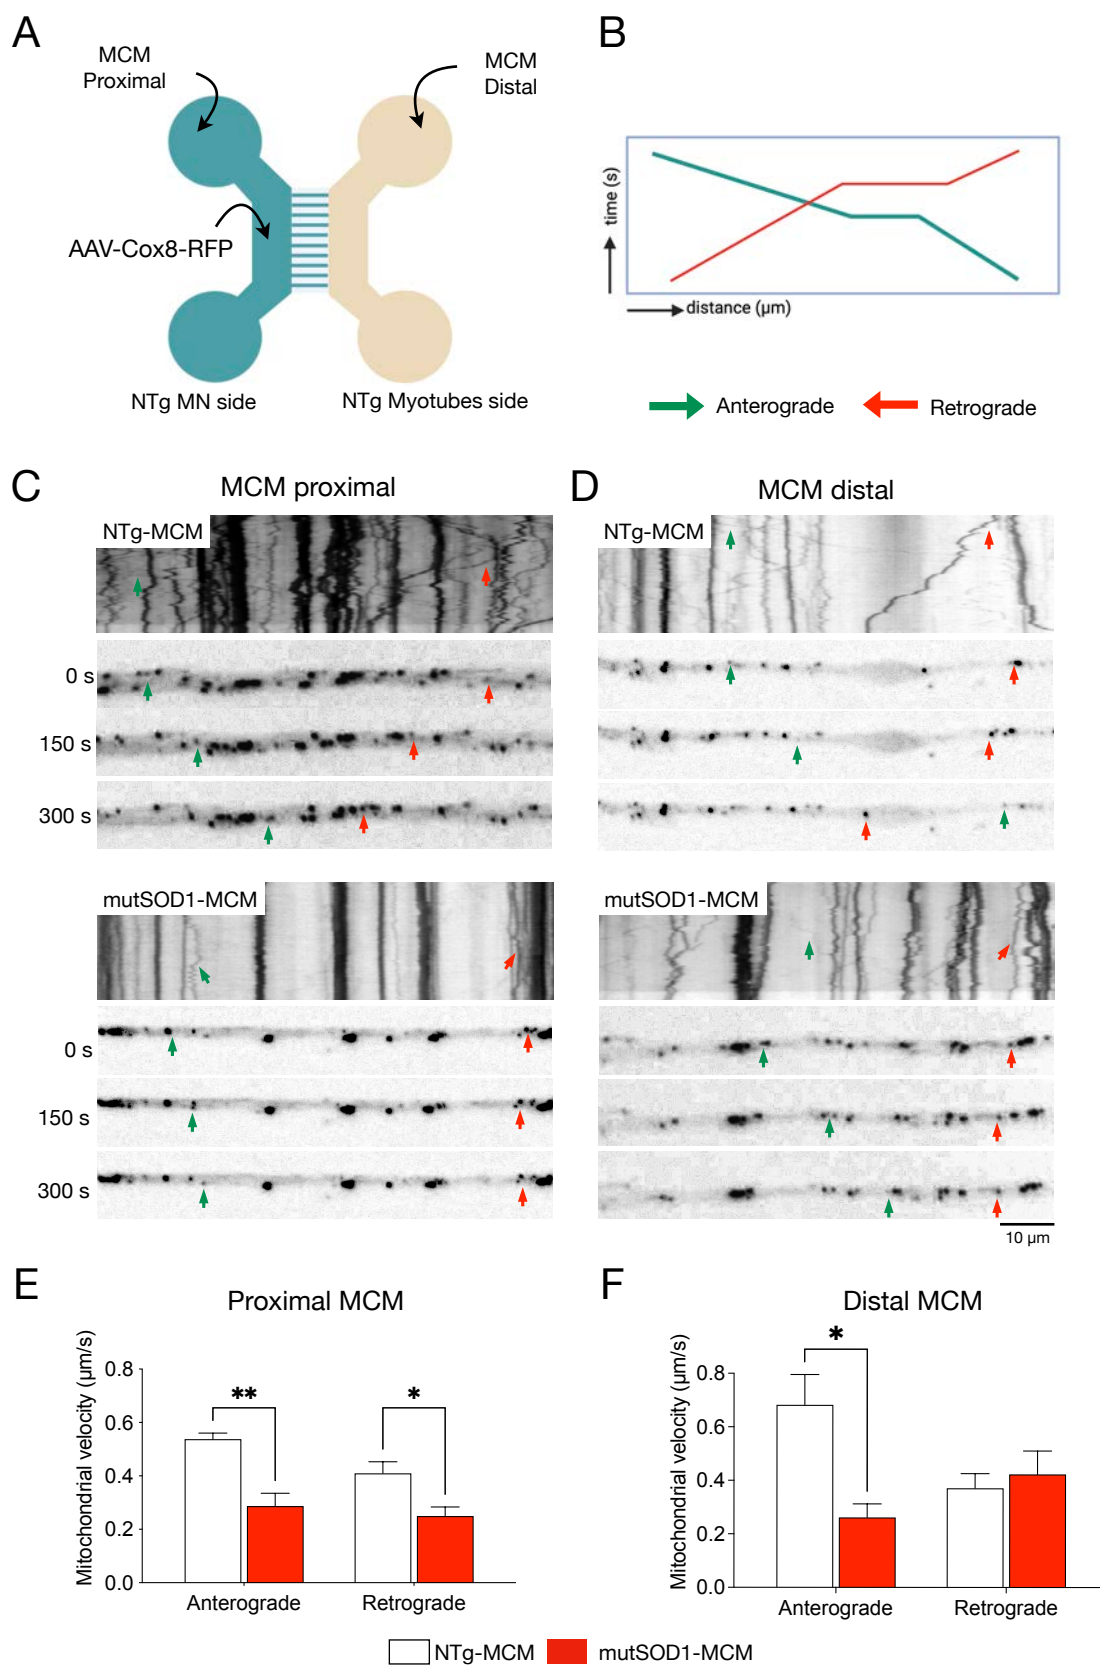 A
MCM
Proximal
MCM
Distal
AAV-Cox8-RFP
NTg MN side
NTg Myotubes side
B
time (s)
distance (µm)
Anterograde
Retrograde
C
MCM proximal
NTg-MCM
0 s
150 s
300 s
mutSOD1-MCM
0 s
150 s
300 s
D
MCM distal
NTg-MCM
mutSOD1-MCM
10 µm
E
Proximal MCM
Mitochondrial velocity (µm/s)
0.8
0.6
0.4
0.2
0.0
**
*
Anterograde
Retrograde
F
Distal MCM
Mitochondrial velocity (µm/s)
0.8
0.6
0.4
0.2
0.0
*
Anterograde
Retrograde
NTg-MCM
mutSOD1-MCM